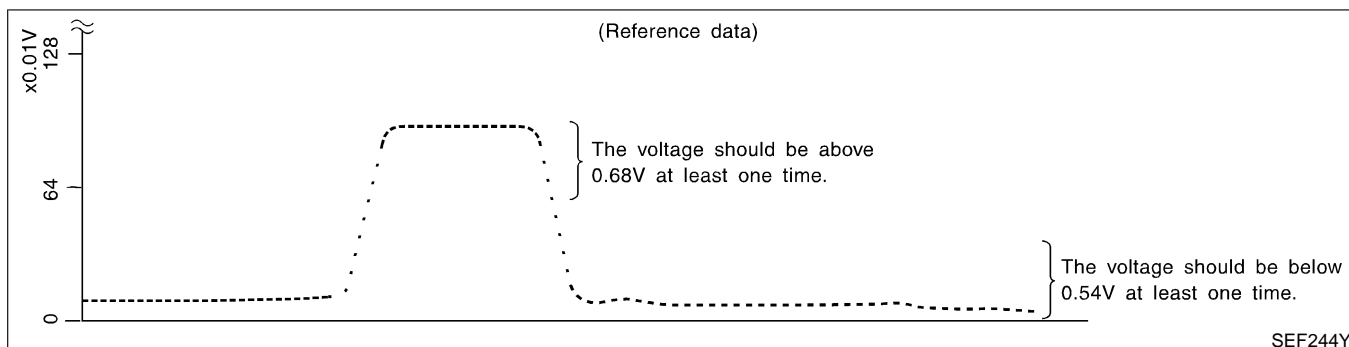 (Reference data)
x0.01V
128
64
0
The voltage should be above
0.68V at least one time.
The voltage should be below
0.54V at least one time.
SEF244Y